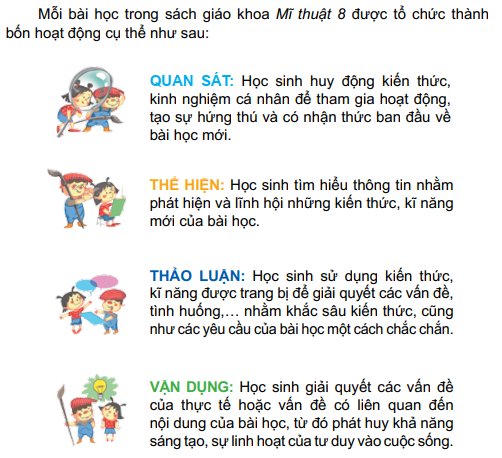 Mỗi bài học trong sách giáo khoa Mĩ thuật 8 được tổ chức thành
bốn hoạt động cụ thể như sau:
QUAN SÁT: Học sinh huy động kiến thức,
kinh nghiệm cá nhân để tham gia hoạt động,
tạo sự hứng thú và có nhận thức ban đầu về
bài học mới.
THỂ HIỆN: Học sinh tìm hiểu thông tin nhằm
phát hiện và lĩnh hội những kiến thức, kĩ năng
mới của bài học.
THẢO LUẬN: Học sinh sử dụng kiến thức,
kĩ năng được trang bị để giải quyết các vấn đề,
tình huống,... nhằm khắc sâu kiến thức, cũng
như các yêu cầu của bài học một cách chắc chắn.
VẬN DỤNG: Học sinh giải quyết các vấn đề
của thực tế hoặc vấn đề có liên quan đến
nội dung của bài học, từ đó phát huy khả năng
sáng tạo, sự linh hoạt của tư duy vào cuộc sống.